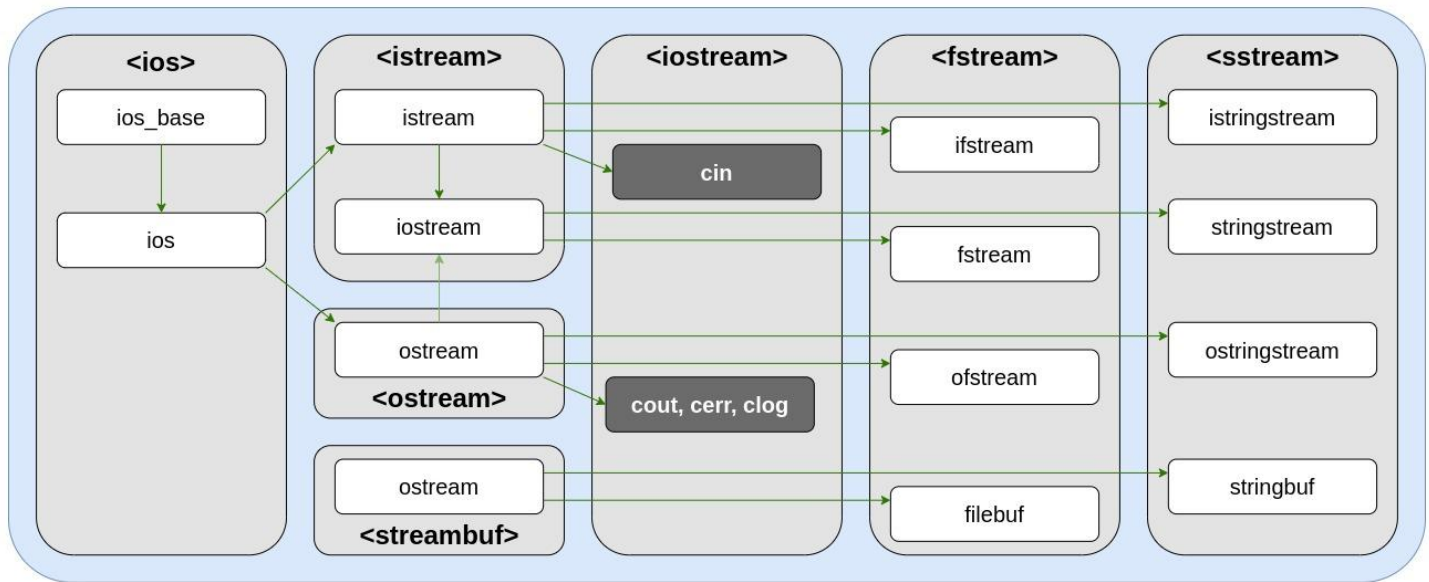 <ios>
ios_base
ios
<istream>
istream
iostream
ostream
<ostream>
ostream
<streambuf>
<iostream>
cin
cout, cerr, clog
<fstream>
ifstream
fstream
ofstream
filebuf
<sstream>
istringstream
stringstream
ostringstream
stringbuf